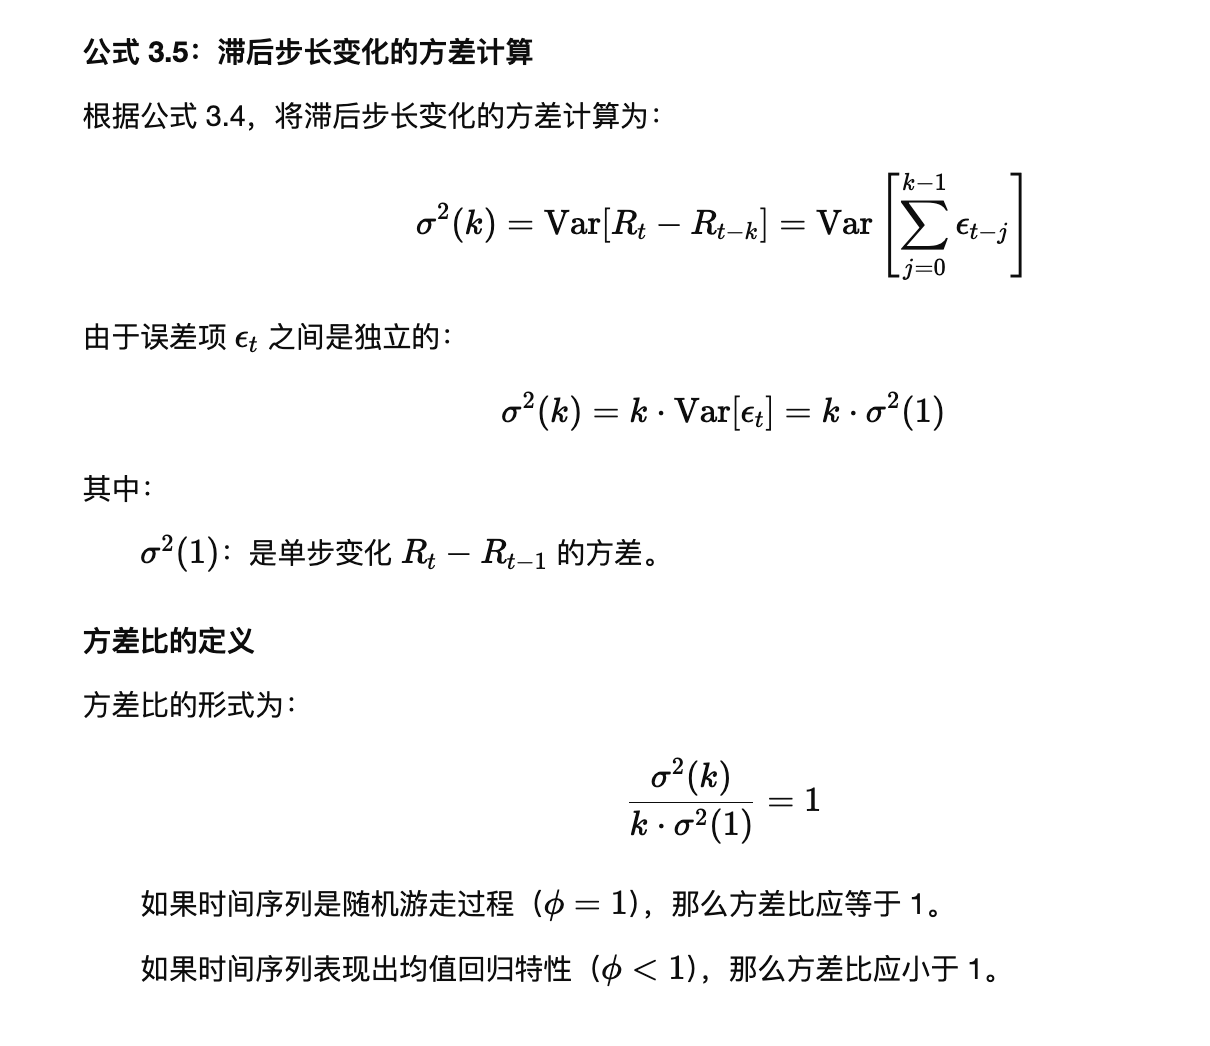 公式 3.5：滞后步长变化的方差计算
根据公式 3.4，将滞后步长变化的方差计算为：
$$\sigma^2(k) = \text{Var}[R_t - R_{t-k}] = \text{Var}\left[\sum_{j=0}^{k-1} \epsilon_{t-j}\right]$$
由于误差项 $\epsilon_t$ 之间是独立的：
$$\sigma^2(k) = k \cdot \text{Var}[\epsilon_t] = k \cdot \sigma^2(1)$$
其中：
$\sigma^2(1)$：是单步变化 $R_t - R_{t-1}$ 的方差。
方差比的定义
方差比的形式为：
$$\frac{\sigma^2(k)}{k \cdot \sigma^2(1)} = 1$$
如果时间序列是随机游走过程（$\phi = 1$)，那么方差比应等于 1。
如果时间序列表现出均值回归特性（$\phi < 1$)，那么方差比应小于 1。